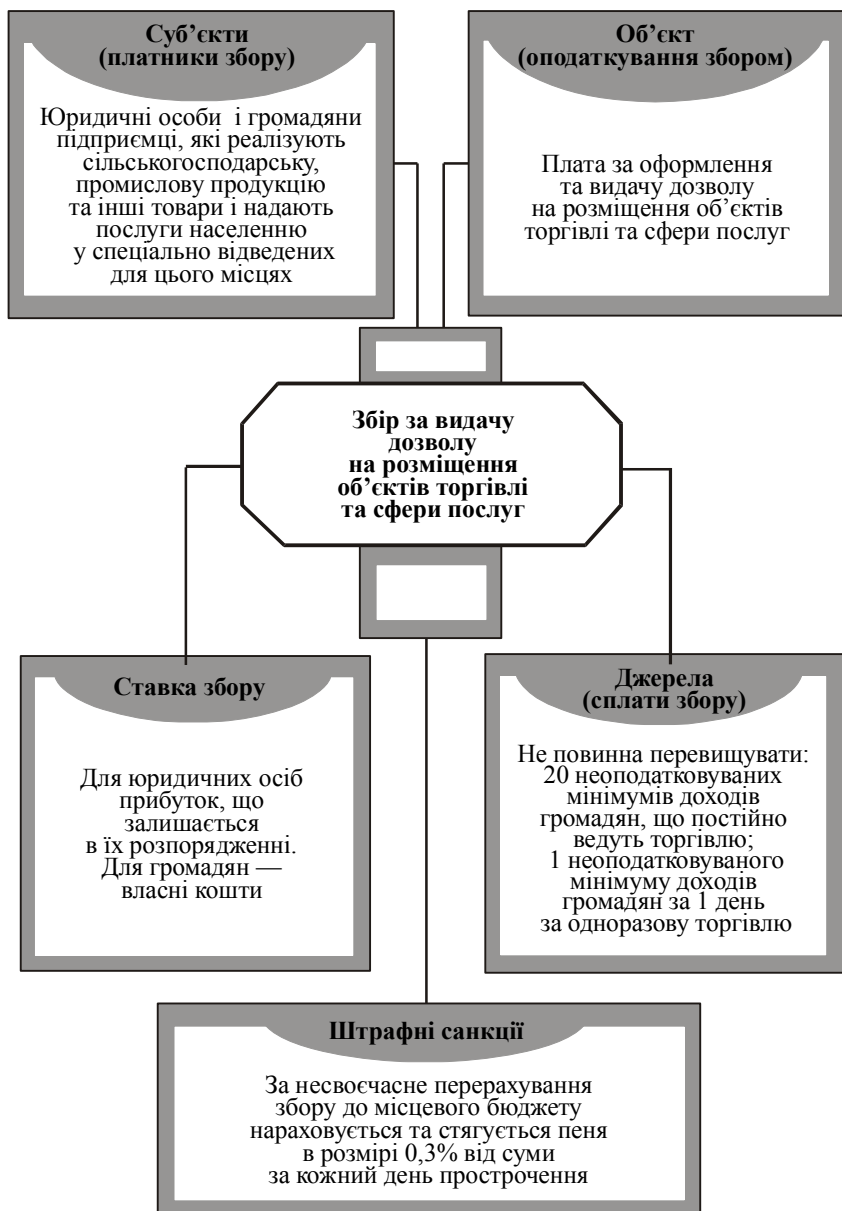 Суб’єкти
(платники збору)
Юридичні особи і громадяни
підприємці, які реалізують
сільськогосподарську,
промислову продукцію
та інші товари і надають
послуги населенню
у спеціально відведених
для цього місцях
Об’єкт
(оподаткування збором)
Плата за оформлення
та видачу дозволу
на розміщення об’єктів
торгівлі та сфери послуг
Збір за видачу
дозволу
на розміщення
об’єктів торгівлі
та сфери послуг
Ставка збору
Для юридичних осіб
прибуток, що
залишається
в їх розпорядженні.
Для громадян —
власні кошти
Джерела
(сплати збору)
Не повинна перевищувати:
20 неоподатковуваних
мінімумів доходів
громадян, що постійно
ведуть торгівлю;
1 неоподатковуваного
мінімуму доходів
громадян за 1 день
за одноразову торгівлю
Штрафні санкції
За несвоєчасне перерахування
збору до місцевого бюджету
нараховується та стягується пеня
в розмірі 0,3% від суми
за кожний день прострочення